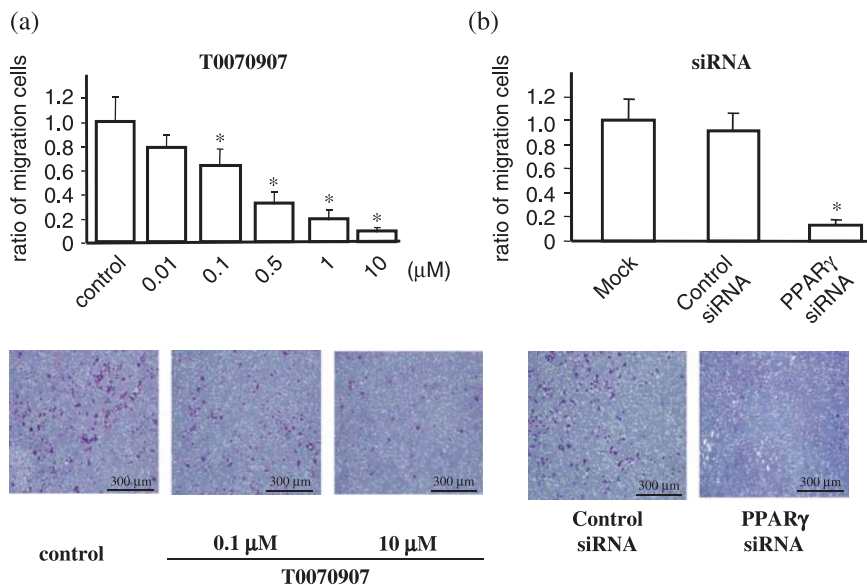 (a)
T0070907
ratio of migration cells
1.2
1.0
0.8
0.6
0.4
0.2
0
*
*
*
*
control
0.01
0.1
0.5
1
10
(μM)
300 μm
300 μm
300 μm
control
0.1 μM
10 μM
T0070907
(b)
siRNA
ratio of migration cells
1.2
1.0
0.8
0.6
0.4
0.2
0
*
Mock
Control
siRNA
PPARγ
siRNA
300 μm
300 μm
Control
siRNA
PPARγ
siRNA